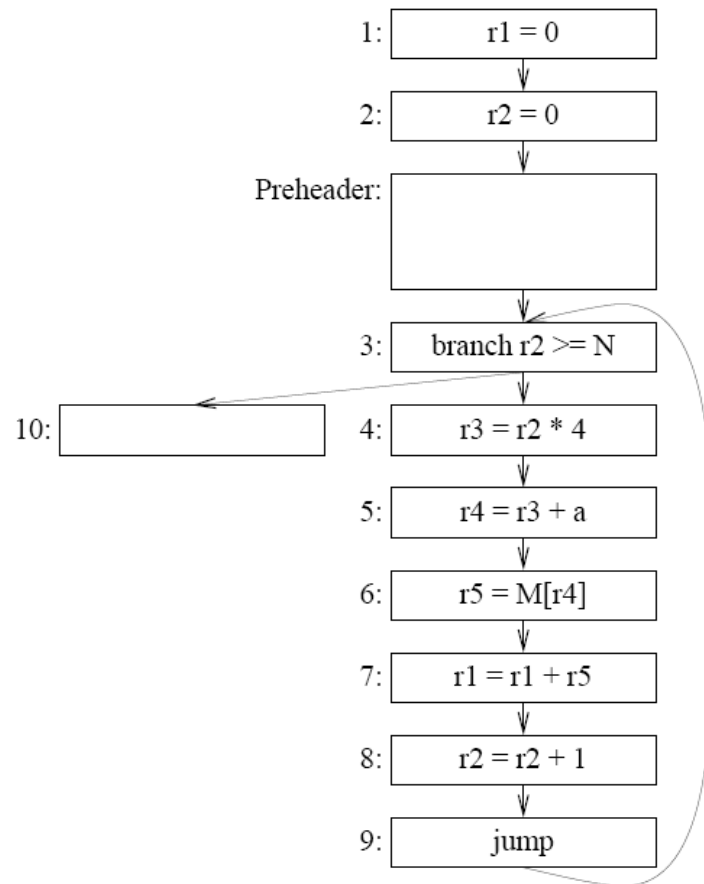 1: r1 = 0
2: r2 = 0
Preheader:
3: branch r2 >= N
10:
4: r3 = r2 * 4
5: r4 = r3 + a
6: r5 = M[r4]
7: r1 = r1 + r5
8: r2 = r2 + 1
9: jump